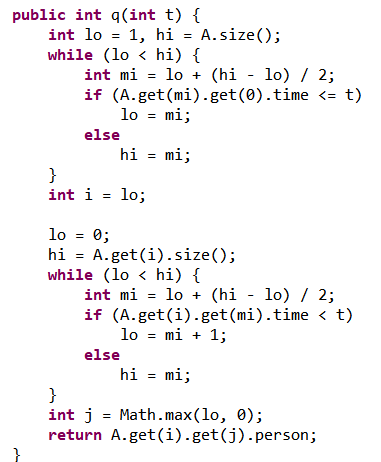 public int q(int t) {
    int lo = 1, hi = A.size();
    while (lo < hi) {
        int mi = lo + (hi - lo) / 2;
        if (A.get(mi).get(0).time <= t)
            lo = mi;
        else
            hi = mi;
    }
    int i = lo;

    lo = 0;
    hi = A.get(i).size();
    while (lo < hi) {
        int mi = lo + (hi - lo) / 2;
        if (A.get(i).get(mi).time < t)
            lo = mi + 1;
        else
            hi = mi;
    }
    int j = Math.max(lo, 0);
    return A.get(i).get(j).person;
}